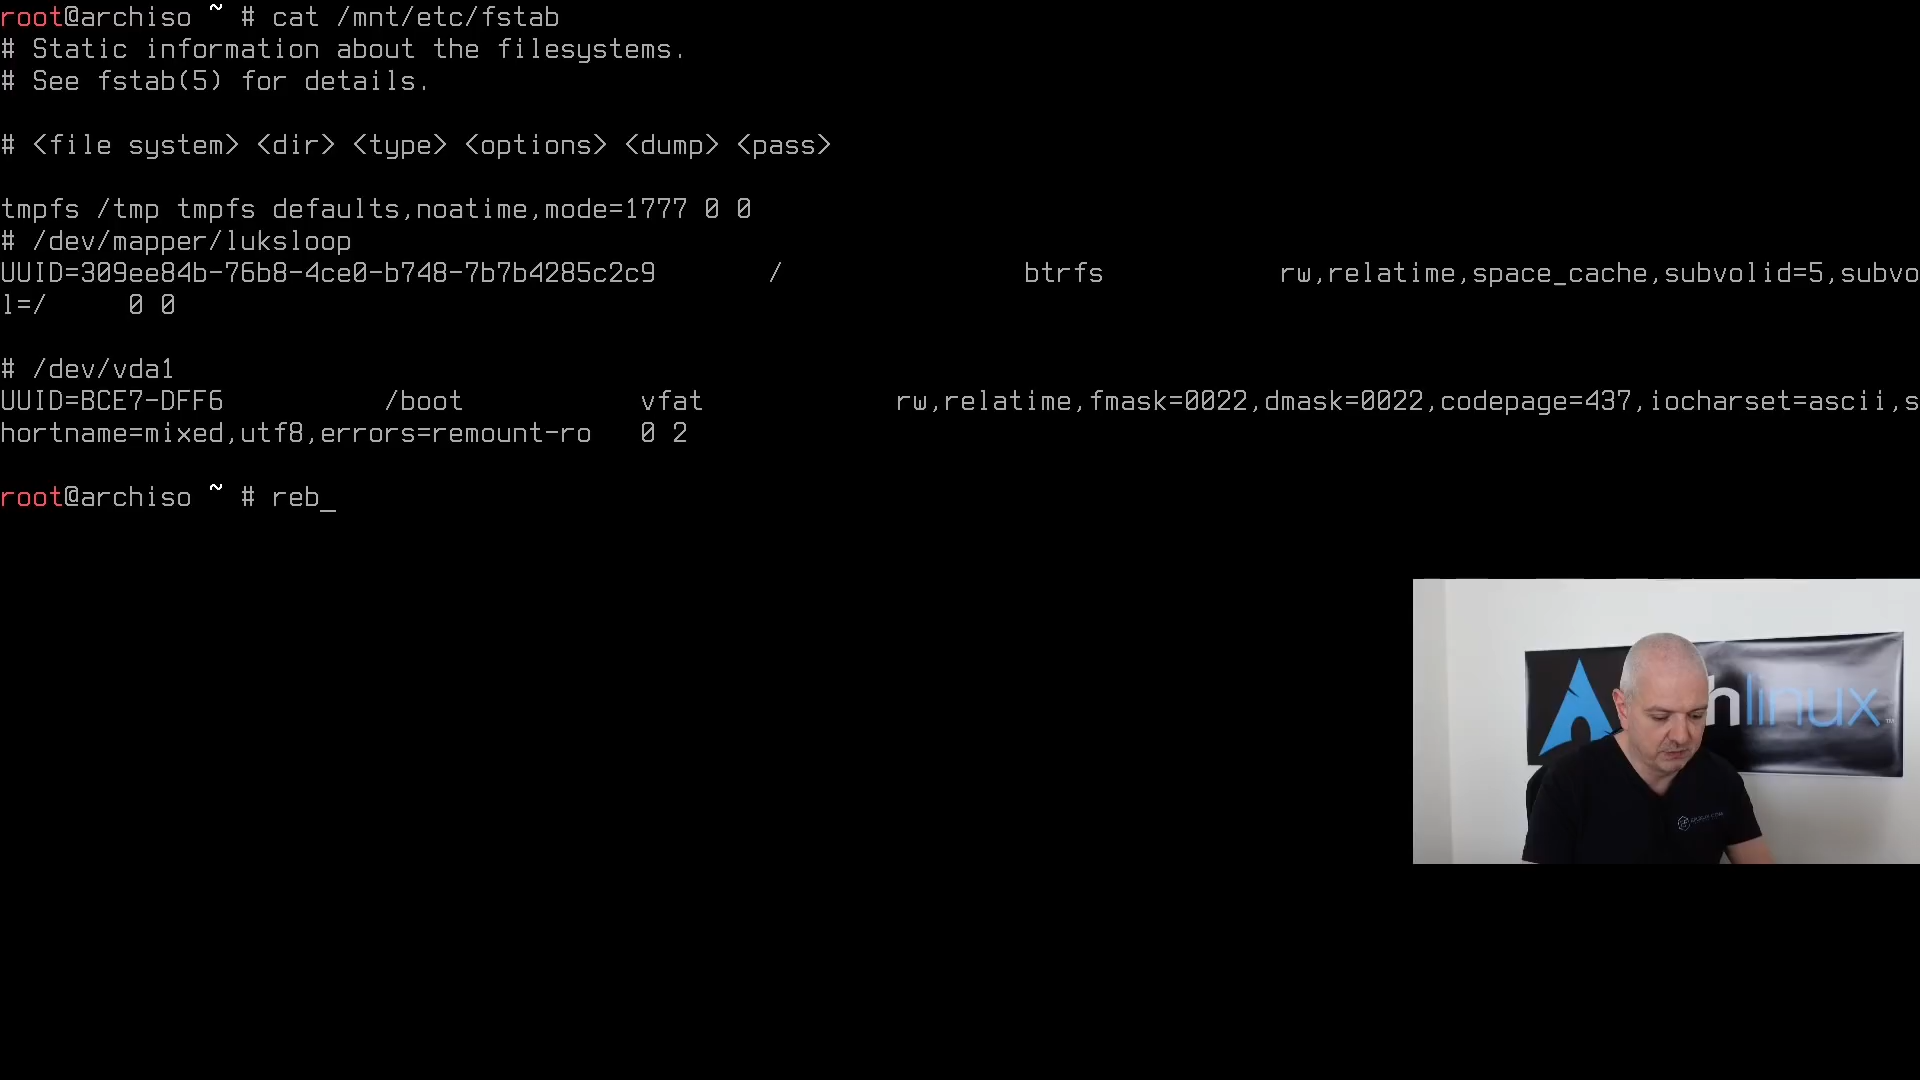 root@archiso ~ # cat /mnt/etc/fstab
# Static information about the filesystems.
# See fstab(5) for details.
# <file system> <dir> <type> <options> <dump> <pass>
tmpfs /tmp tmpfs defaults,noatime,mode=1777 0 0
# /dev/mapper/luksloop
UUID=309ee84b-76b8-4ce0-b748-7b7b4285c2c9 / btrfs rw,relatime,space_cache,subvolid=5,subvo
l=/ 0 0
# /dev/vda1
UUID=BCE7-DFF6 /boot vfat rw,relatime,fmask=0022,dmask=0022,codepage=437,iocharset=ascii,s
hortname=mixed,utf8,errors=remount-ro 0 2
root@archiso ~ # reb_
h linux™